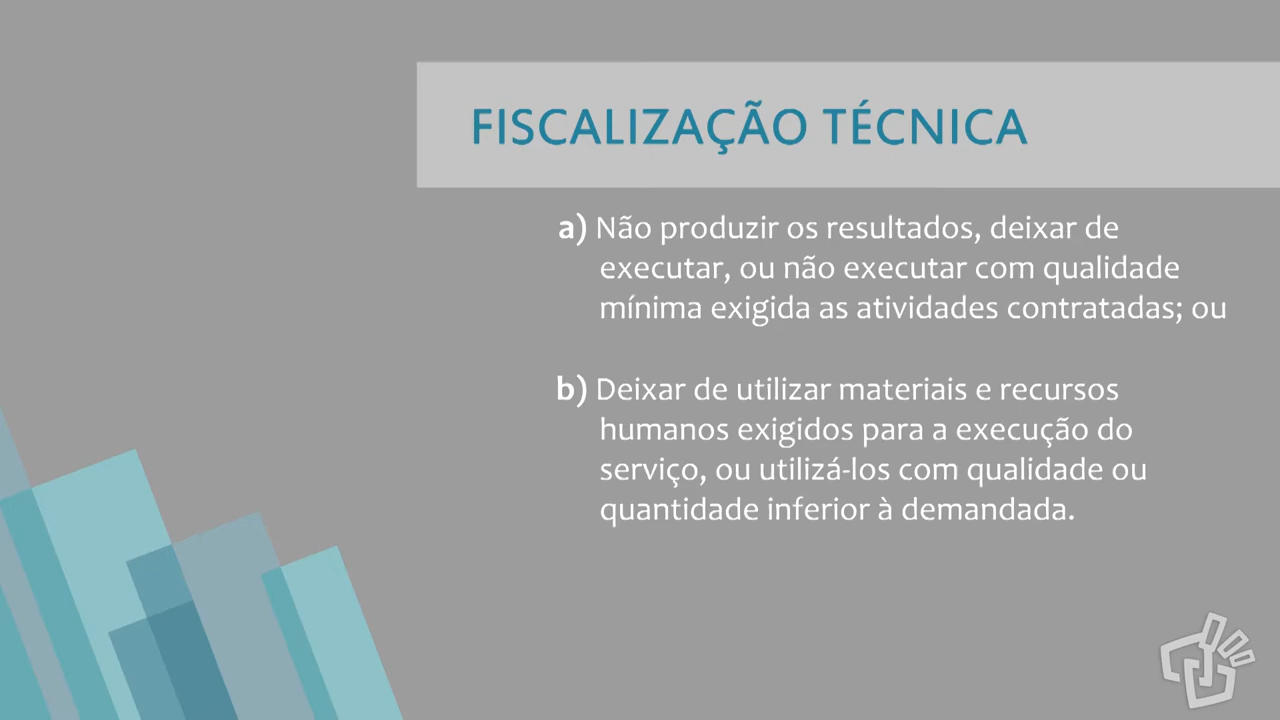 FISCALIZAÇÃO TÉCNICA
a) Não produzir os resultados, deixar de
executar, ou não executar com qualidade
mínima exigida as atividades contratadas; ou
b) Deixar de utilizar materiais e recursos
humanos exigidos para a execução do
serviço, ou utilizá-los com qualidade ou
quantidade inferior à demandada.